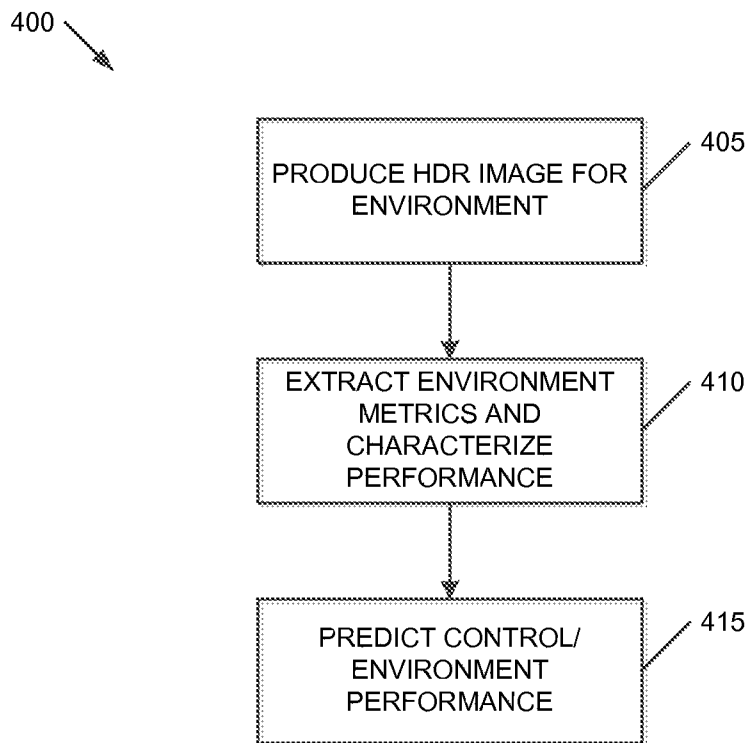 400
405
PRODUCE HDR IMAGE FOR
ENVIRONMENT
410
EXTRACT ENVIRONMENT
METRICS AND
CHARACTERIZE
PERFORMANCE
415
PREDICT CONTROL/
ENVIRONMENT
PERFORMANCE